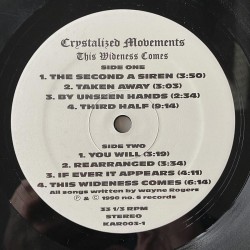 Crystalized Movements
This Wideness Comes
SIDE ONE
1. THE SECOND A SIREN (3:50)
2. TAKEN AWAY (3:03)
3. BY UNSEEN HANDS (2:34)
4. THIRD HALF (9:14)
SIDE TWO
1. YOU WILL (3:19)
2. REARRANGED (3:34)
3. IF EVER IT APPEARS (4:11)
4. THIS WIDENESS COMES (6:14)
All songs written by Wayne Rogers
℗ & © 1990 no. 6 records
33 1/3 RPM
STEREO
KAR003-1